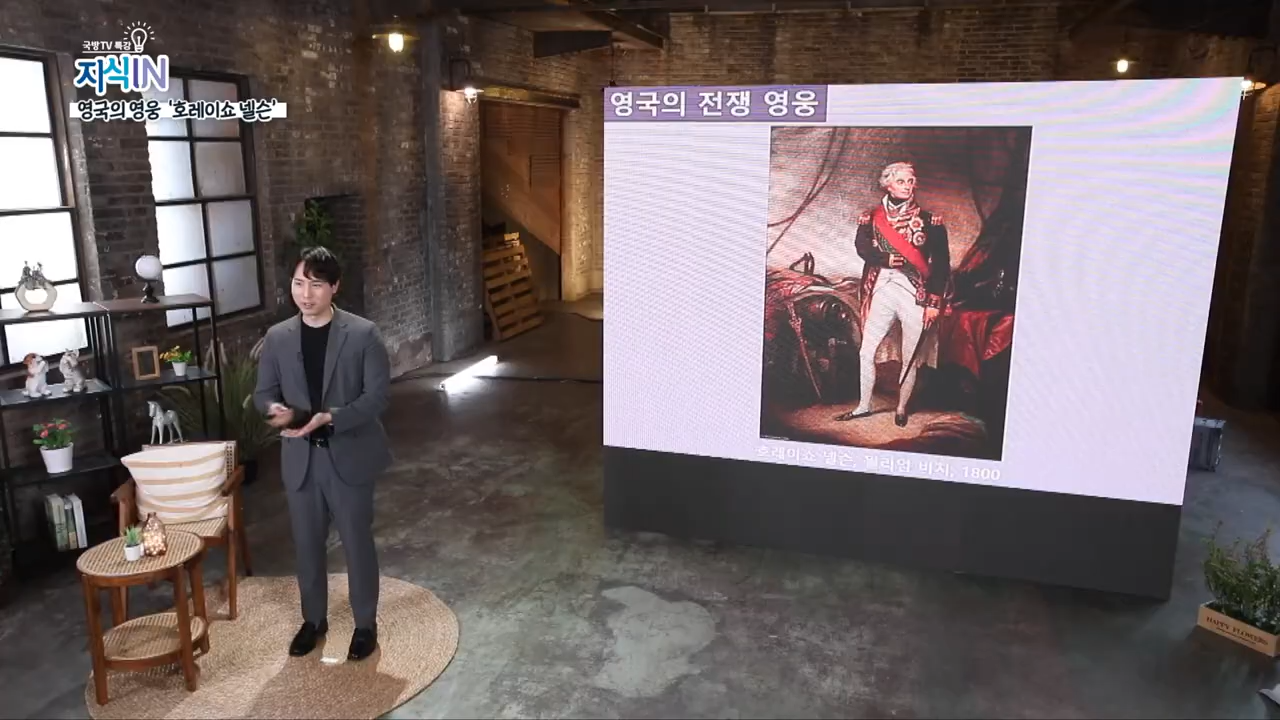 국방TV 특강
지식IN
영국의 영웅 '호레이쇼 넬슨'
영국의 전쟁 영웅
호레이쇼 넬슨, 윌리엄 비치, 1800
HAPPY FLOWERS